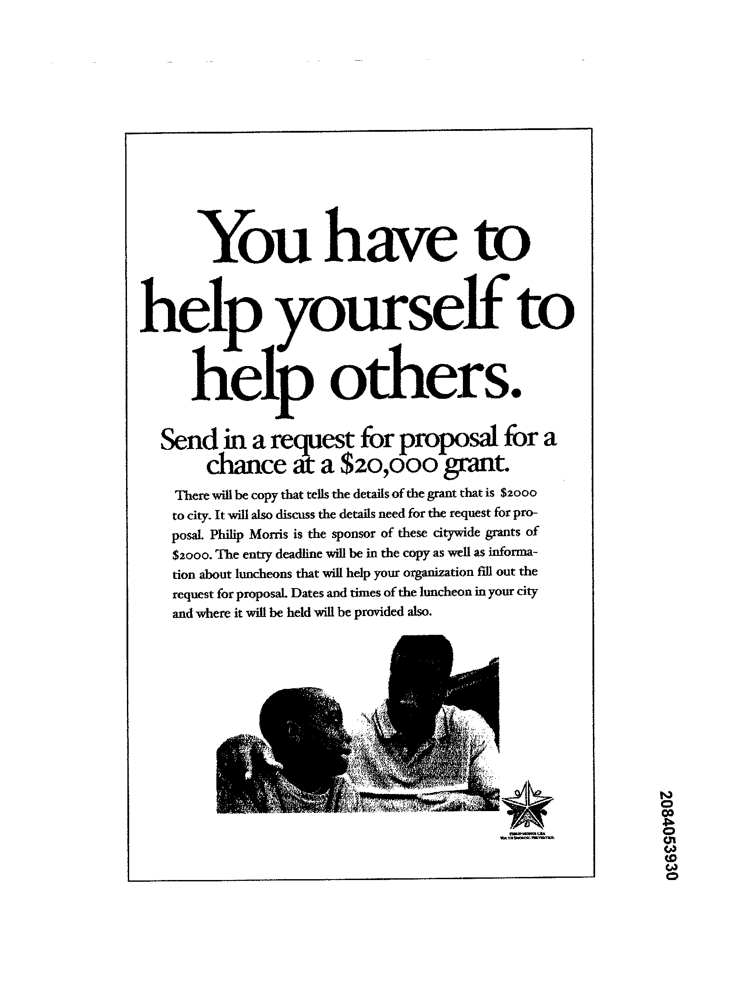 You have to
help yourself to
help others.
Send in a request for proposal for a
chance at a $20,000 grant.
There will be copy that tells the details of the grant that is $2000
to city. It will also discuss the details need for the request for pro-
posal. Philip Morris is the sponsor of these citywide grants of
$2000. The entry deadline will be in the copy as well as informa-
tion about luncheons that will help your organization fill out the
request for proposal. Dates and times of the luncheon in your city
and where it will be held will be provided also.
PHILIP MORRIS U.S.A.
YOUTH SMOKING PREVENTION
2084053930